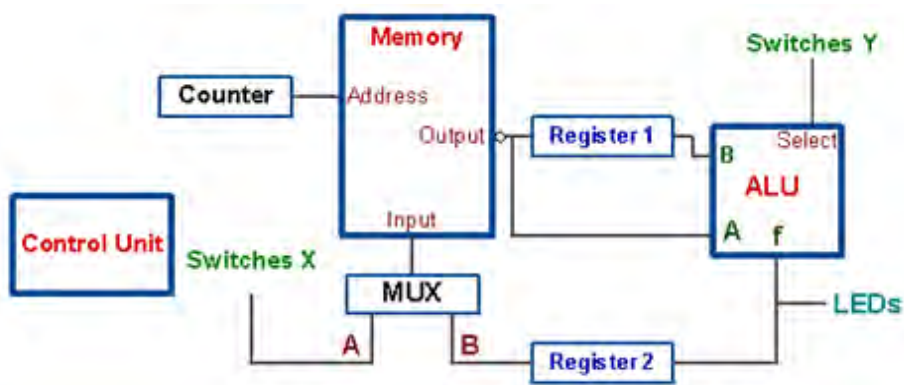 Memory
Switches Y
Counter
Address
Output
Register 1
Select
B
ALU
Control Unit
Input
A
f
Switches X
MUX
LEDs
A
B
Register 2